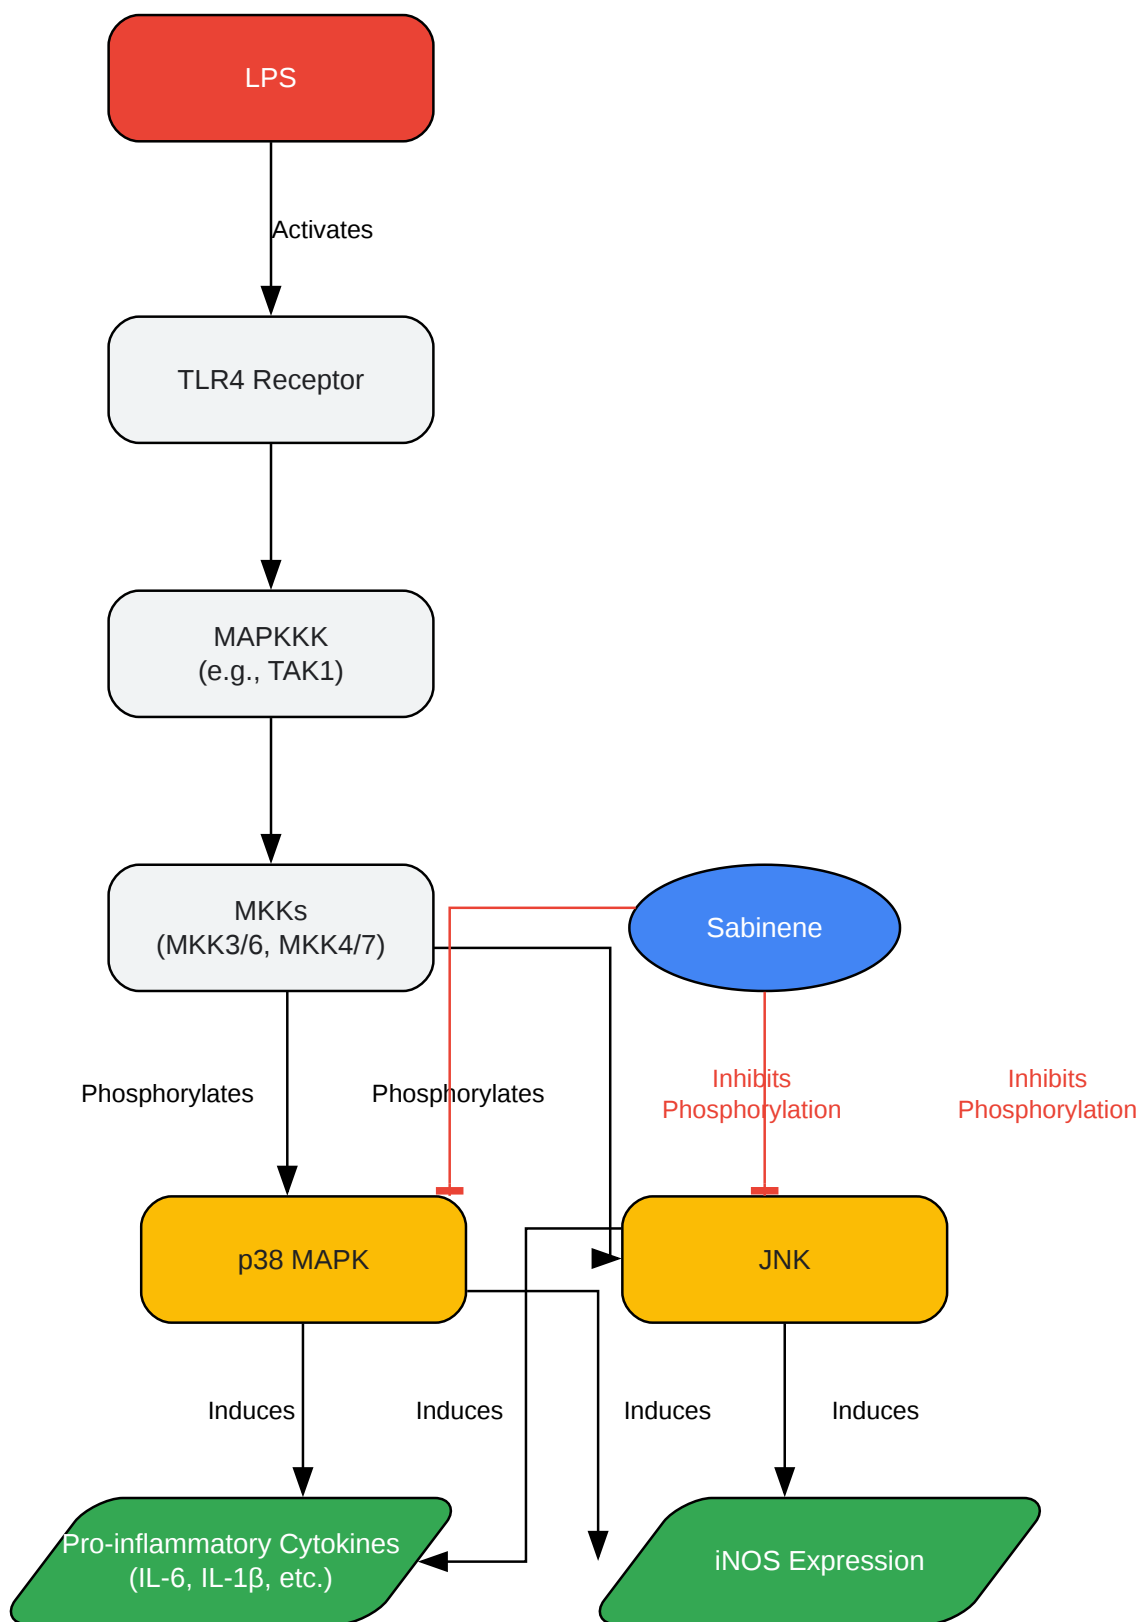 LPS
Activates
TLR4 Receptor
MAPKKK
(e.g., TAK1)
MKKs
(MKK3/6, MKK4/7)
Sabinene
Phosphorylates
Phosphorylates
Inhibits
Phosphorylation
Inhibits
Phosphorylation
p38 MAPK
JNK
Induces
Induces
Induces
Induces
Pro-inflammatory Cytokines
(IL-6, IL-1β, etc.)
iNOS Expression